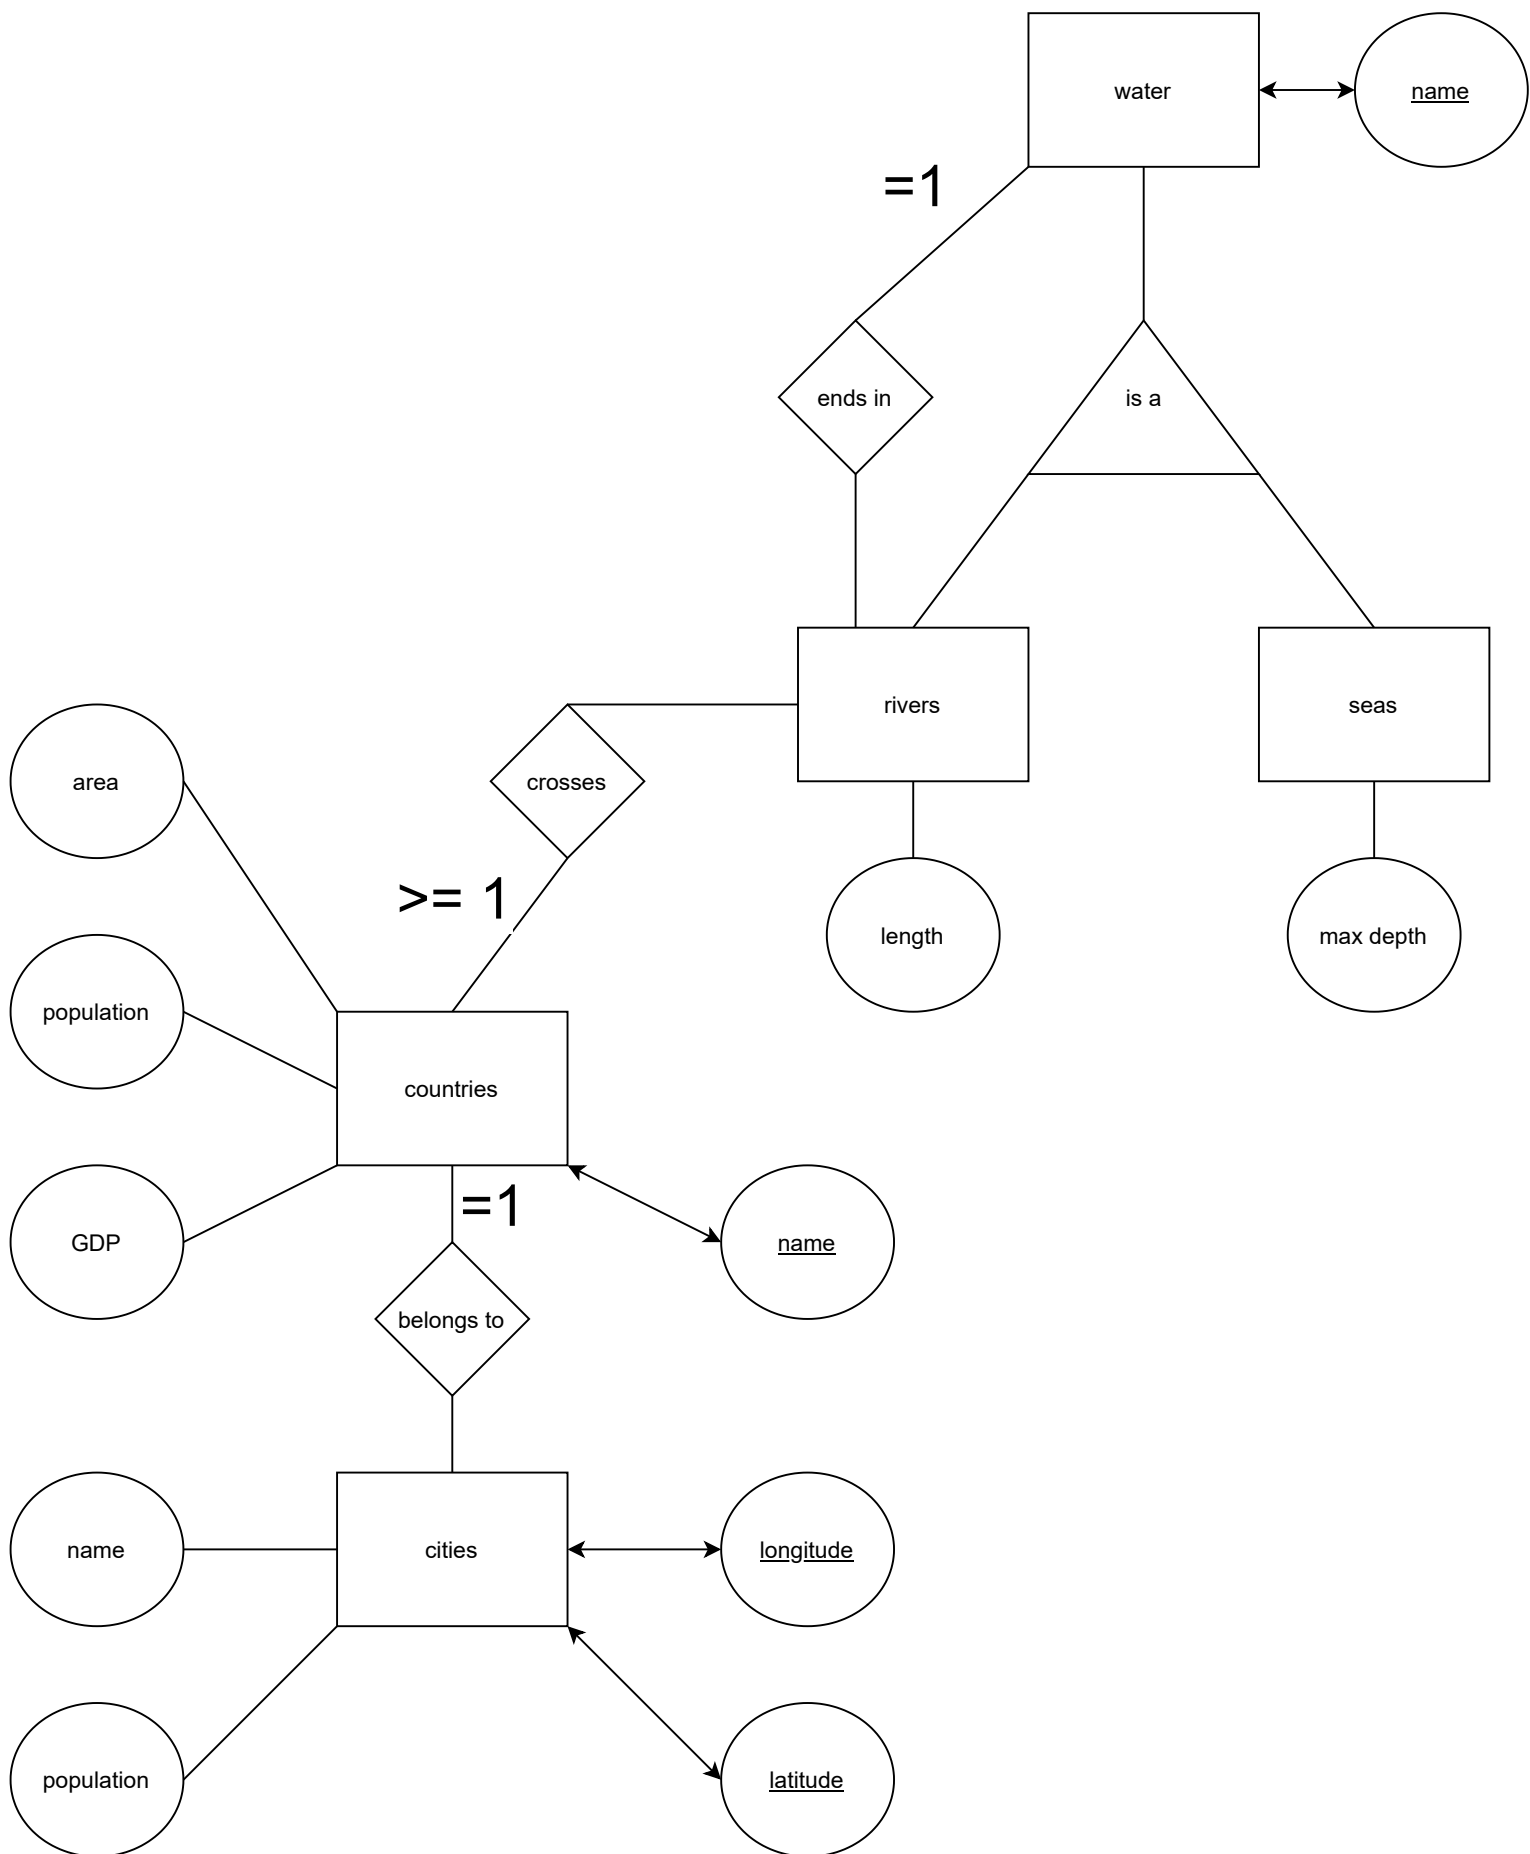 water
name
=1
ends in
is a
rivers
seas
area
crosses
>= 1
length
max depth
population
countries
=1
GDP
name
belongs to
name
cities
longitude
population
latitude